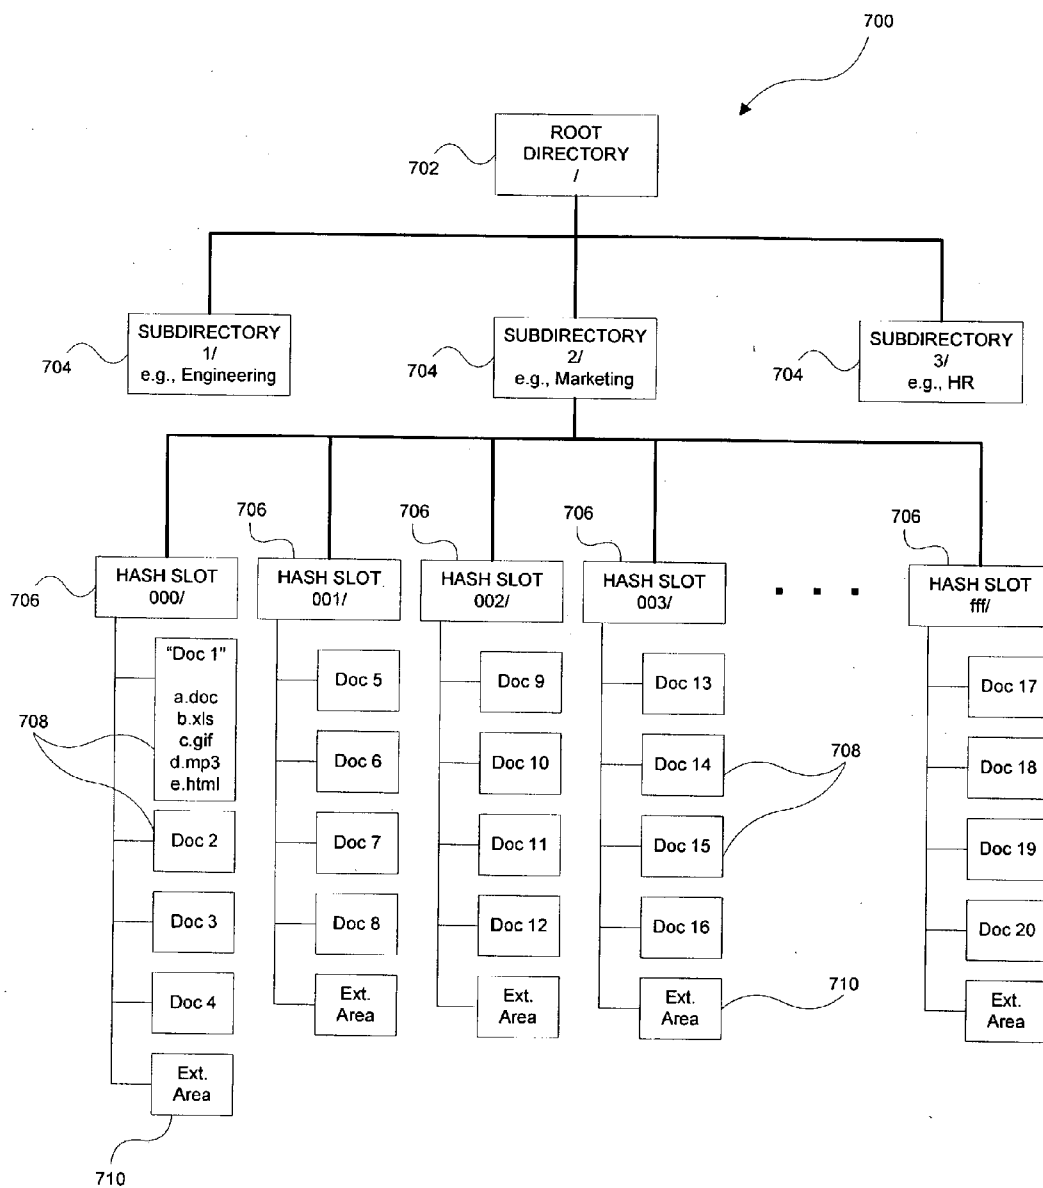 700
ROOT
DIRECTORY
/
702
SUBDIRECTORY
1/
e.g., Engineering
704
SUBDIRECTORY
2/
e.g., Marketing
704
SUBDIRECTORY
3/
e.g., HR
704
706
706
706
706
HASH SLOT
000/
706
HASH SLOT
001/
HASH SLOT
002/
HASH SLOT
003/
. . .
HASH SLOT
fff/
"Doc 1"
a.doc
b.xls
c.gif
d.mp3
e.html
708
Doc 2
Doc 3
Doc 4
Ext.
Area
710
Doc 5
Doc 6
Doc 7
Doc 8
Ext.
Area
Doc 9
Doc 10
Doc 11
Doc 12
Ext.
Area
Doc 13
Doc 14
708
Doc 15
Doc 16
Ext.
Area
710
Doc 17
Doc 18
Doc 19
Doc 20
Ext.
Area